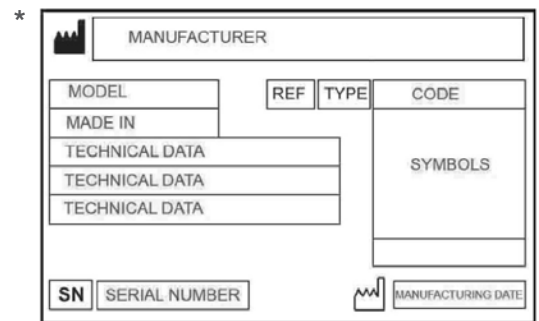 *
MANUFACTURER
MODEL REF TYPE CODE
MADE IN
TECHNICAL DATA
SYMBOLS
TECHNICAL DATA
TECHNICAL DATA
SN SERIAL NUMBER MANUFACTURING DATE